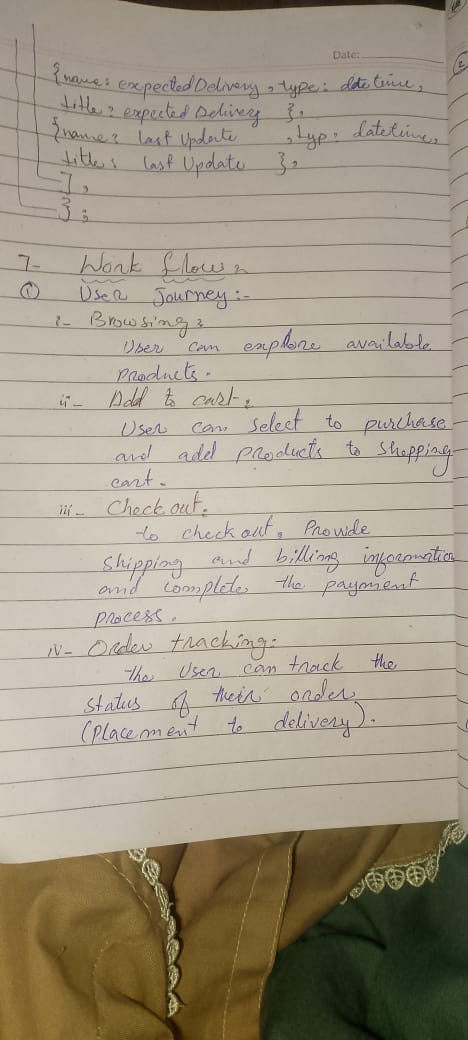 Date:
{name: expectedDelivery, type: datetime,
title: expected Delivery },
{name: last Update , typ: datetime,
title: last Update },
],
};
7- Work flow
① User Journey:-
i- Browsing:
User can explore available
products.
ii- Add to cart:
User can select to purchase
and add products to shopping
cart.
iii- Check out:
to check out, Provide
shipping and billing information
and complete the payment
process.
iv- Order tracking:
The User can track the
status of their order
(placement to delivery).